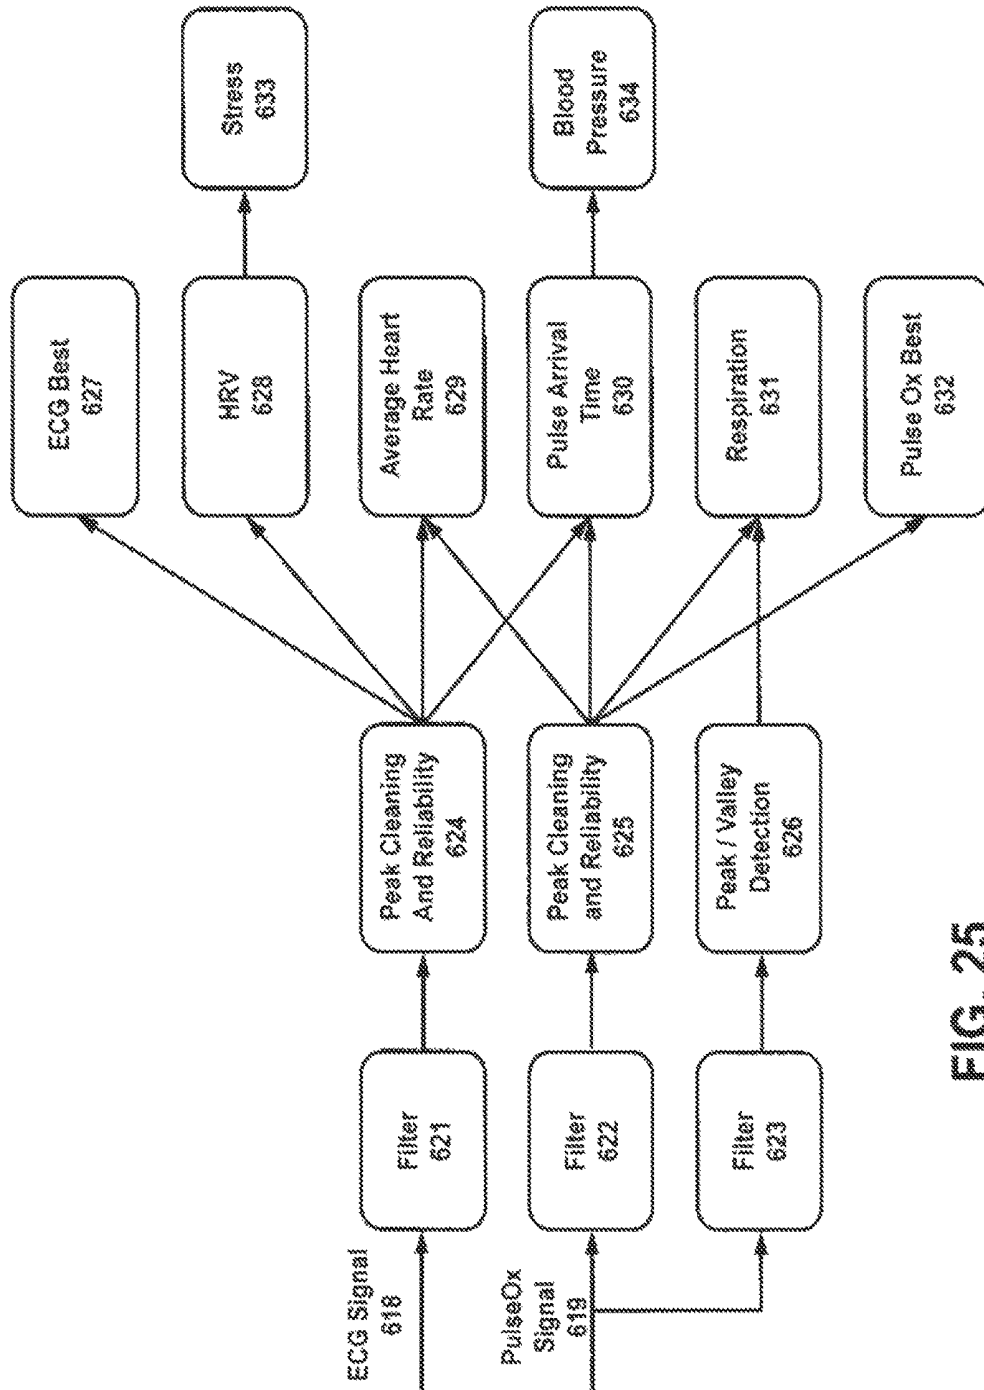 ECG Signal
618
PulseOx
Signal
619
Filter
621
Filter
622
Filter
623
Peak Cleaning
And Reliability
624
Peak Cleaning
and Reliability
625
Peak / Valley
Detection
626
ECG Best
627
HRV
628
Average Heart
Rate
629
Pulse Arrival
Time
630
Respiration
631
Pulse Ox Best
632
Stress
633
Blood
Pressure
634
FIG. 25